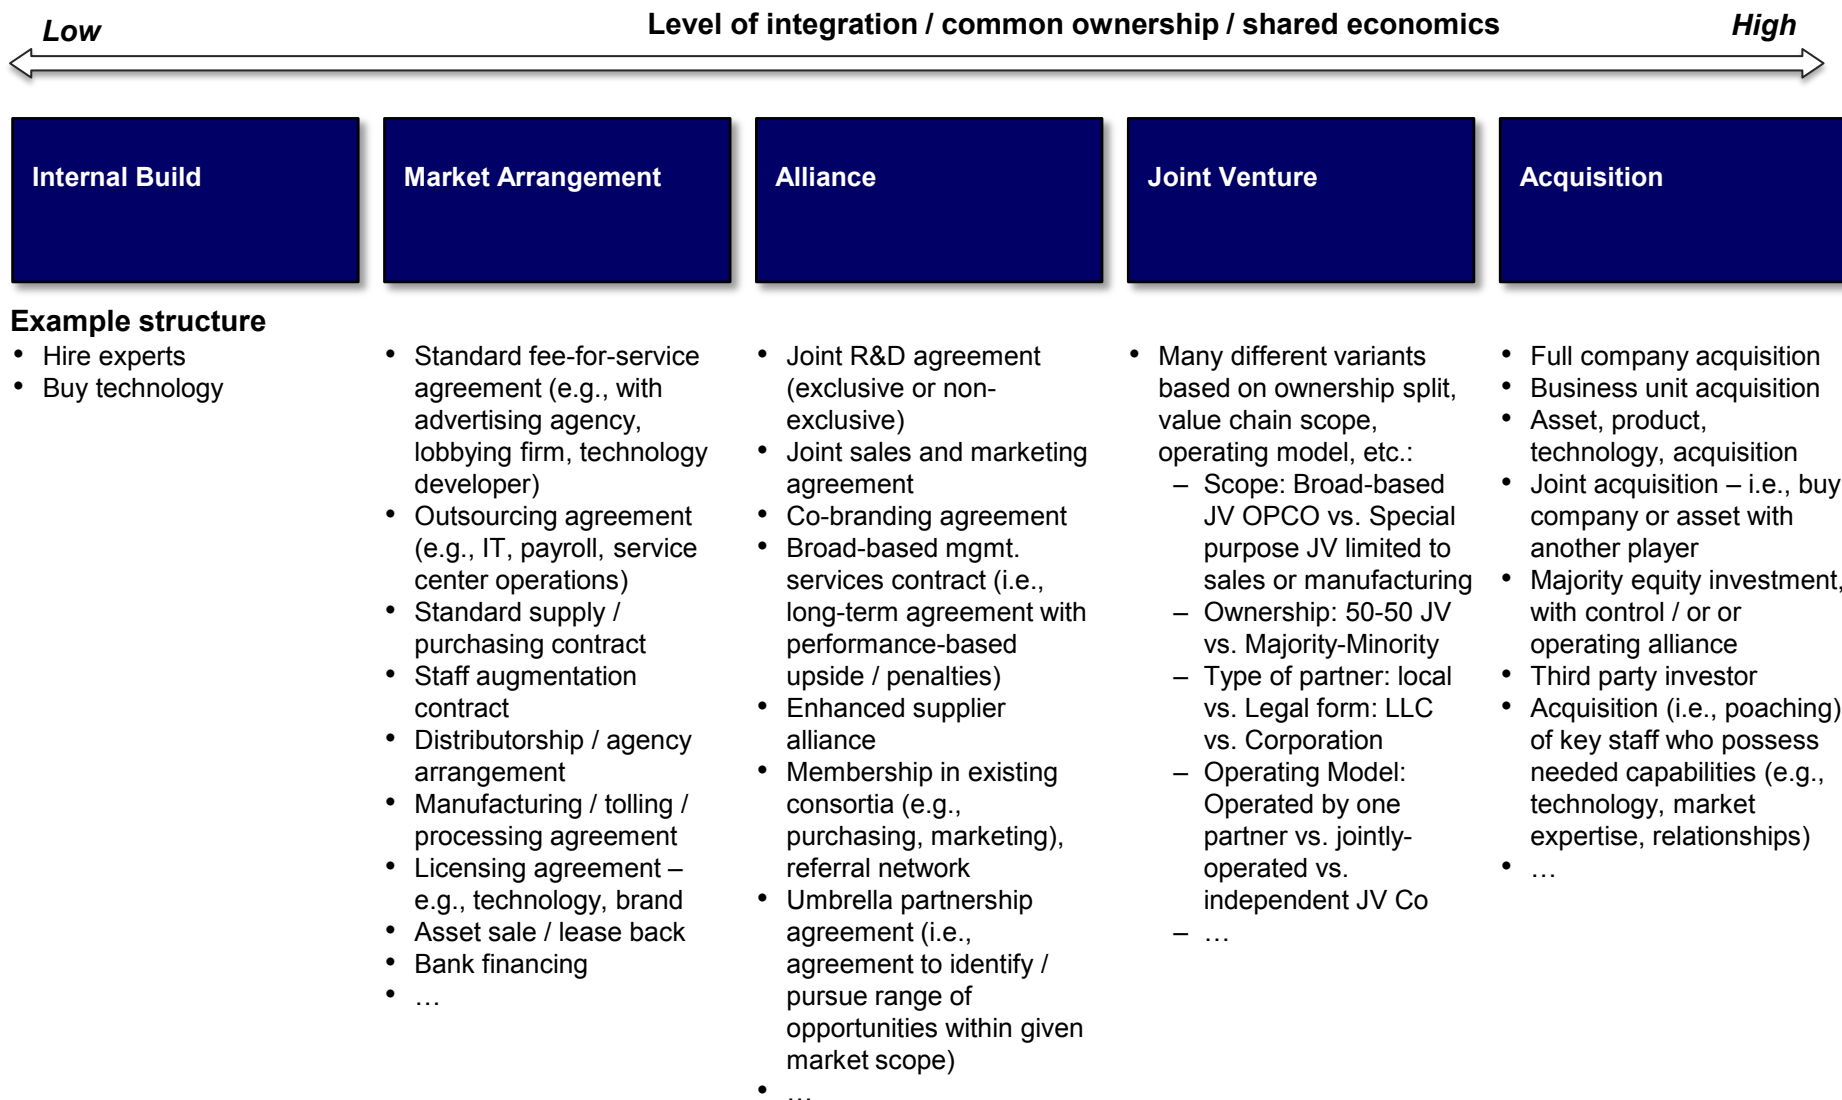 Low
Level of integration / common ownership / shared economics
High
Internal Build
Market Arrangement
Alliance
Joint Venture
Acquisition
Example structure
• Hire experts
• Buy technology
• Standard fee-for-service
agreement (e.g., with
advertising agency,
lobbying firm, technology
developer)
• Outsourcing agreement
(e.g., IT, payroll, service
center operations)
• Standard supply /
purchasing contract
• Staff augmentation
contract
• Distributorship / agency
arrangement
• Manufacturing / tolling /
processing agreement
• Licensing agreement –
e.g., technology, brand
• Asset sale / lease back
• Bank financing
• …
• Joint R&D agreement
(exclusive or non-
exclusive)
• Joint sales and marketing
agreement
• Co-branding agreement
• Broad-based mgmt.
services contract (i.e.,
long-term agreement with
performance-based
upside / penalties)
• Enhanced supplier
alliance
• Membership in existing
consortia (e.g.,
purchasing, marketing),
referral network
• Umbrella partnership
agreement (i.e.,
agreement to identify /
pursue range of
opportunities within given
market scope)
• …
• Many different variants
based on ownership split,
value chain scope,
operating model, etc.:
– Scope: Broad-based
JV OPCO vs. Special
purpose JV limited to
sales or manufacturing
– Ownership: 50-50 JV
vs. Majority-Minority
– Type of partner: local
vs. Legal form: LLC
vs. Corporation
– Operating Model:
Operated by one
partner vs. jointly-
operated vs.
independent JV Co
– …
• Full company acquisition
• Business unit acquisition
• Asset, product,
technology, acquisition
• Joint acquisition – i.e., buy
company or asset with
another player
• Majority equity investment,
with control / or or
operating alliance
• Third party investor
• Acquisition (i.e., poaching)
of key staff who possess
needed capabilities (e.g.,
technology, market
expertise, relationships)
• …